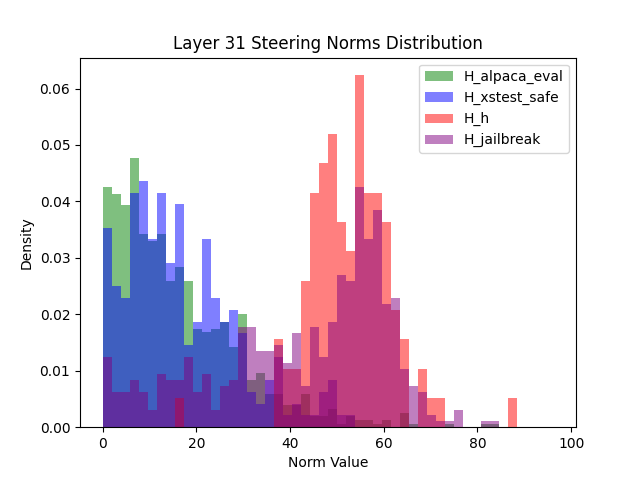 Layer 31 Steering Norms Distribution
H_alpaca_eval
H_xstest_safe
H_h
H_jailbreak
0.06
0.05
0.04
0.03
0.02
0.01
0.00
Density
0
20
40
60
80
100
Norm Value